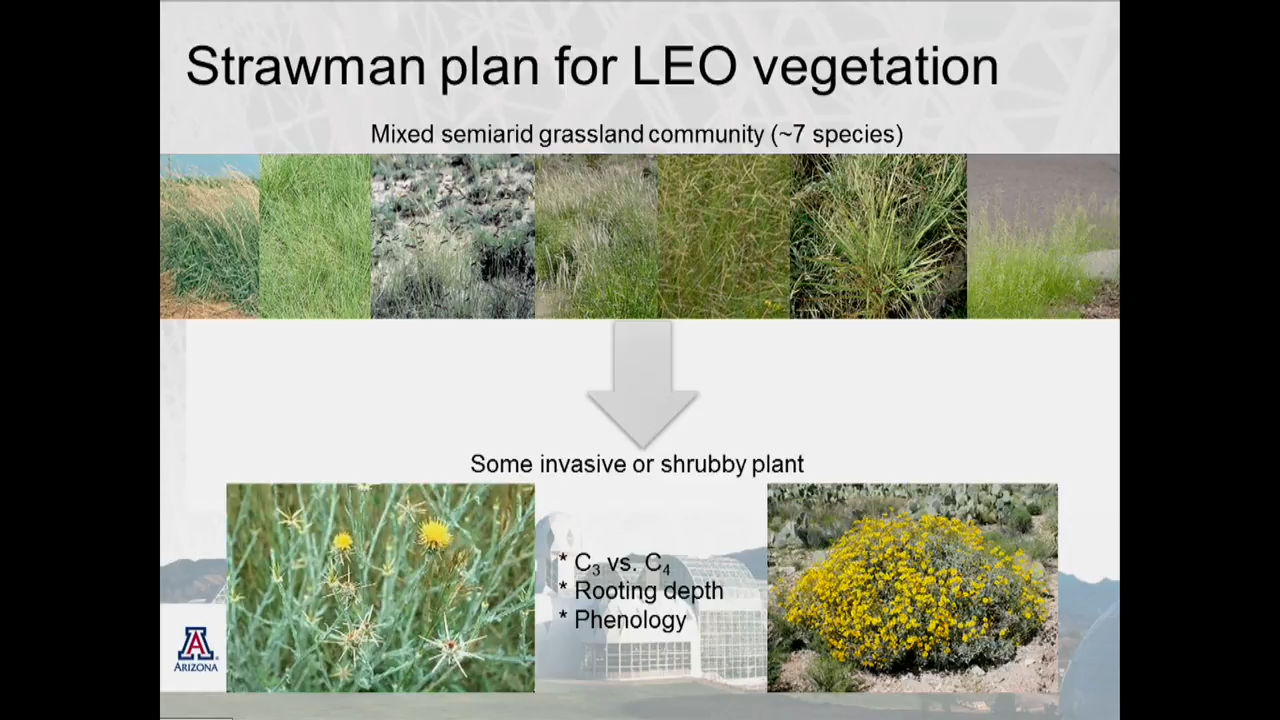 Strawman plan for LEO vegetation
Mixed semiarid grassland community (~7 species)
Some invasive or shrubby plant
* C₃ vs. C₄
* Rooting depth
* Phenology
A
ARIZONA